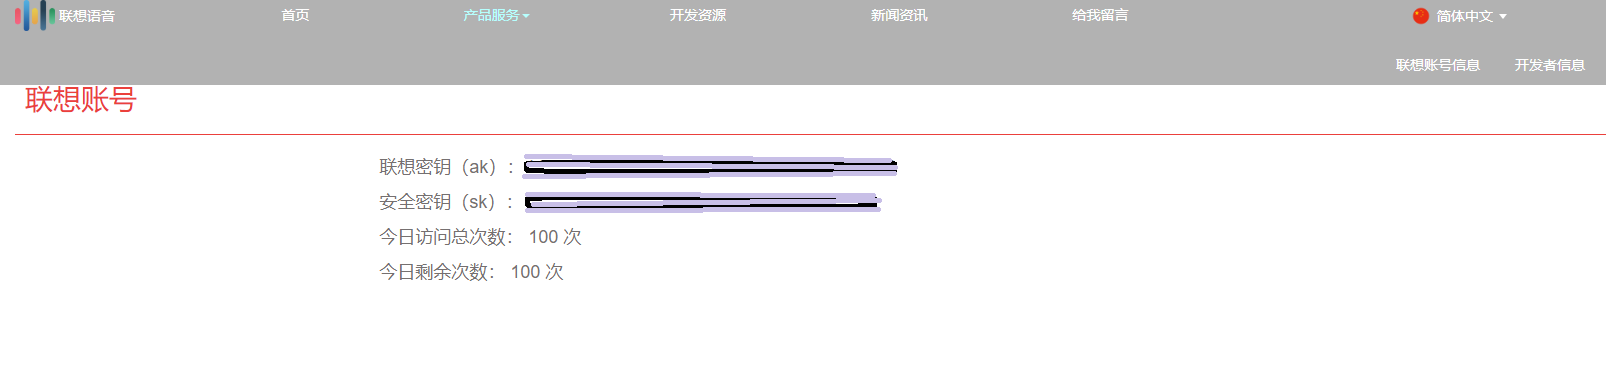 联想语音 首页 产品服务 开发资源 新闻资讯 给我留言 简体中文
联想账号信息 开发者信息
联想账号
联想密钥（ak）：
安全密钥（sk）：
今日访问总次数： 100 次
今日剩余次数： 100 次